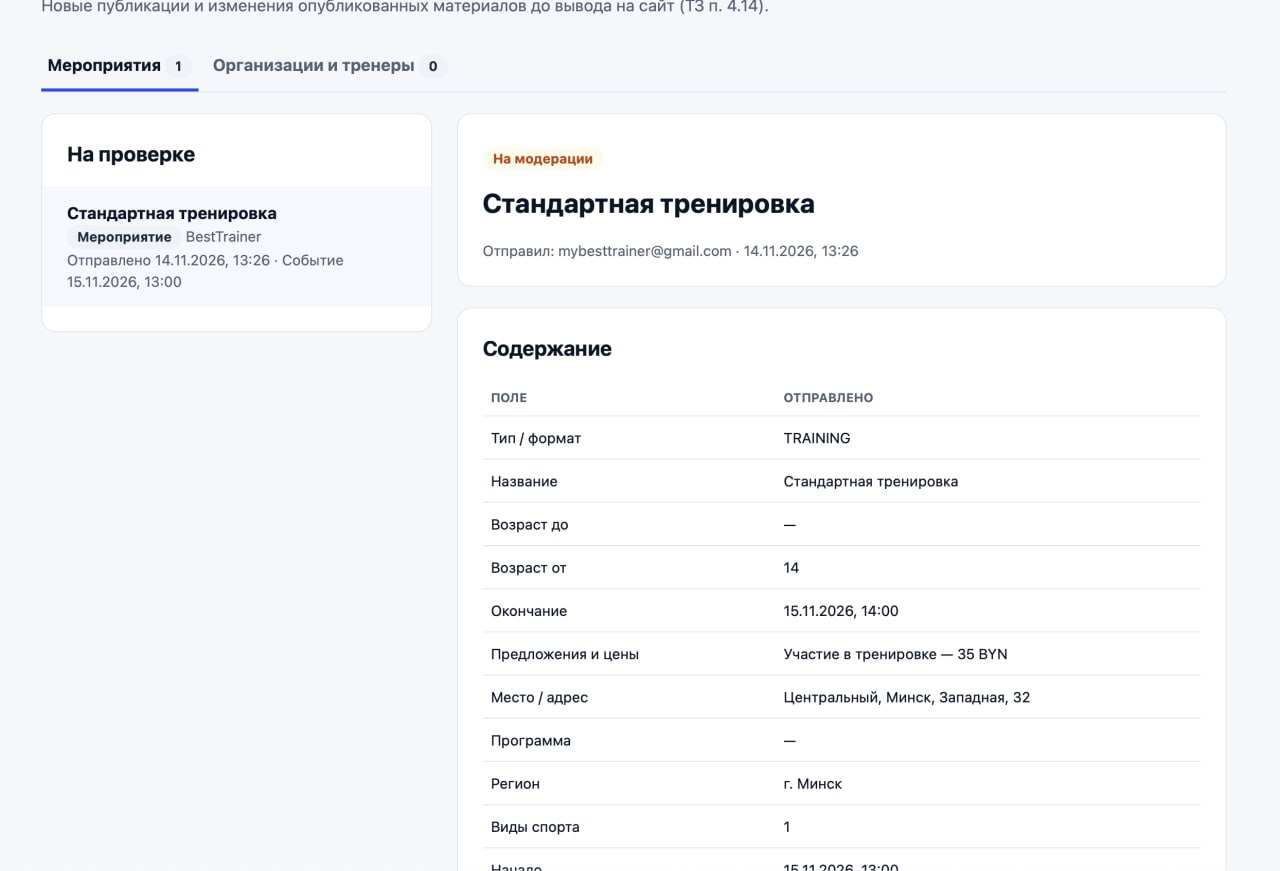 Новые публикации и изменения опубликованных материалов до вывода на сайт (ТЗ п. 4.14).
Мероприятия 1 Организации и тренеры 0
На проверке
Стандартная тренировка
Мероприятие BestTrainer
Отправлено 14.11.2026, 13:26 · Событие
15.11.2026, 13:00
На модерации
Стандартная тренировка
Отправил: mybesttrainer@gmail.com · 14.11.2026, 13:26
Содержание
ПОЛЕ ОТПРАВЛЕНО
Тип / формат TRAINING
Название Стандартная тренировка
Возраст до —
Возраст от 14
Окончание 15.11.2026, 14:00
Предложения и цены Участие в тренировке — 35 BYN
Место / адрес Центральный, Минск, Западная, 32
Программа —
Регион г. Минск
Виды спорта 1
Начало 15.11.2026, 13:00